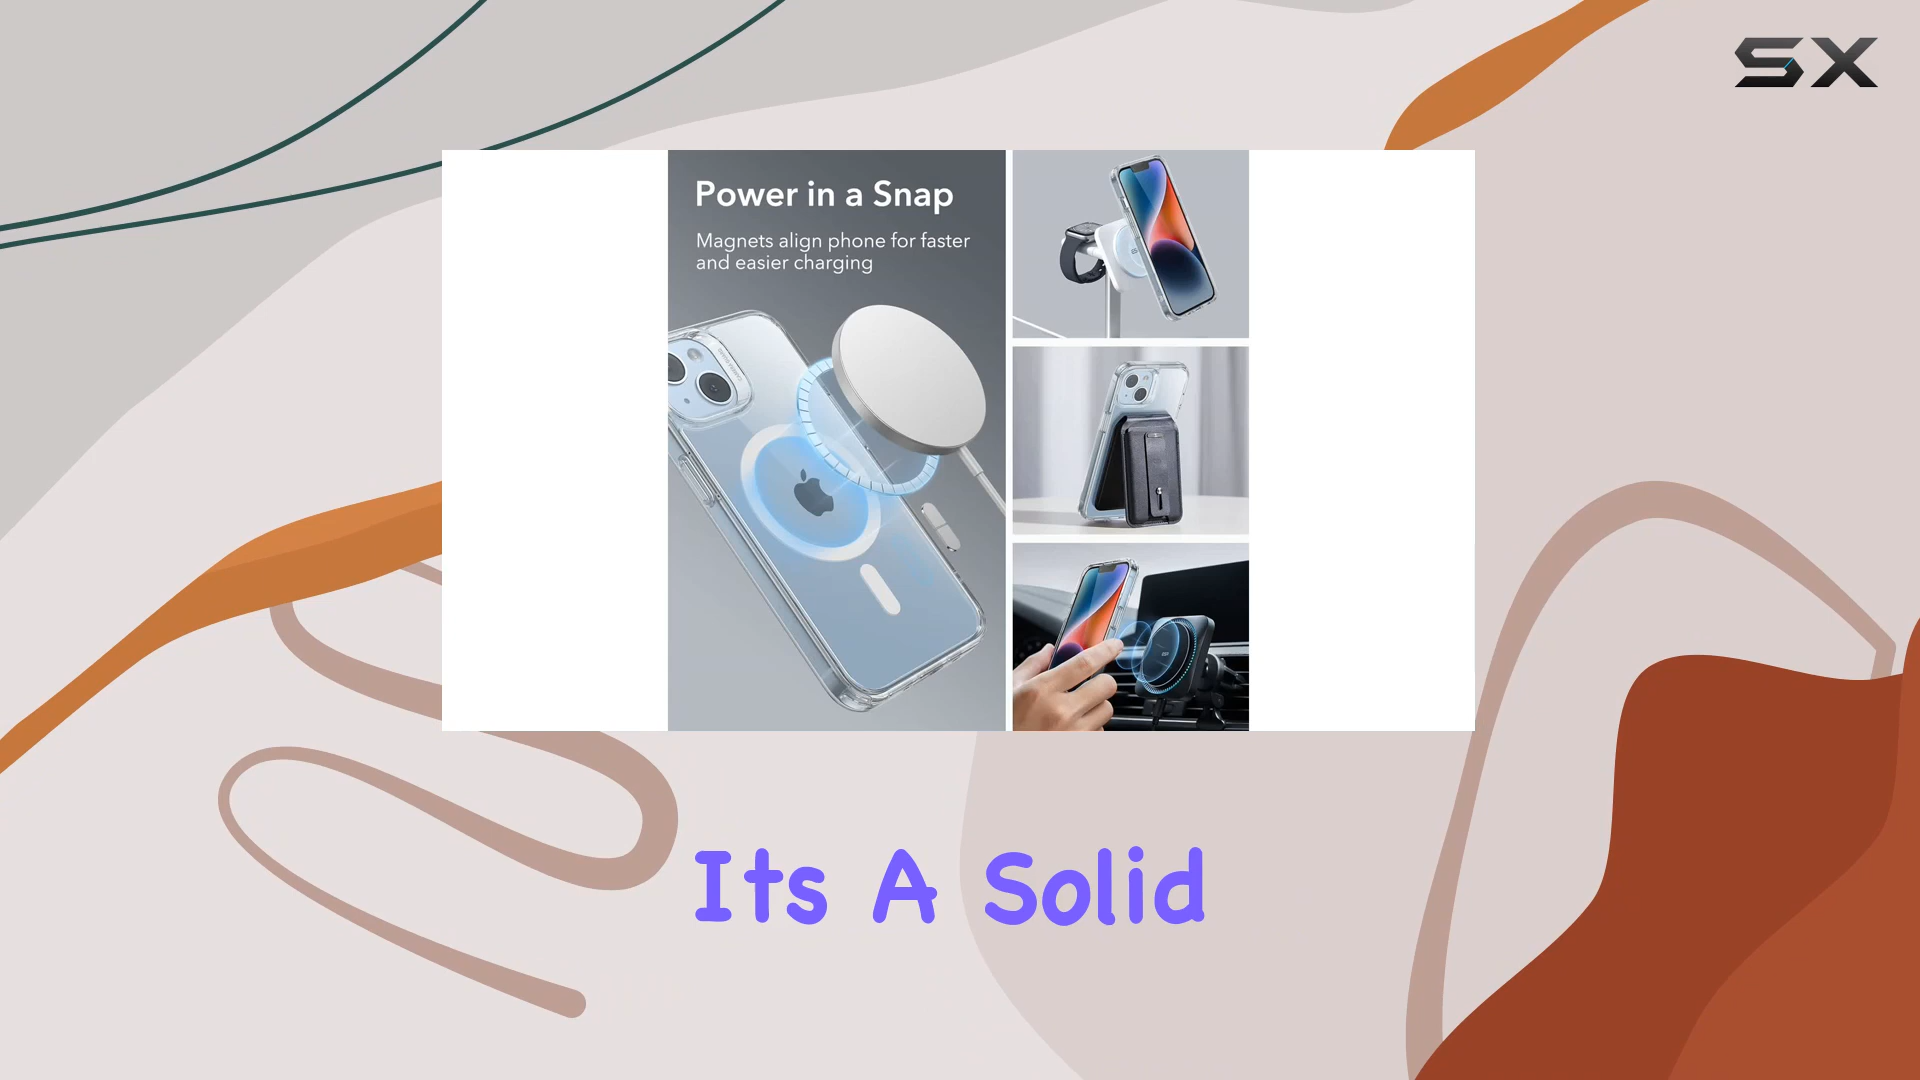 SX
Power in a Snap
Magnets align phone for faster
and easier charging
Its A Solid